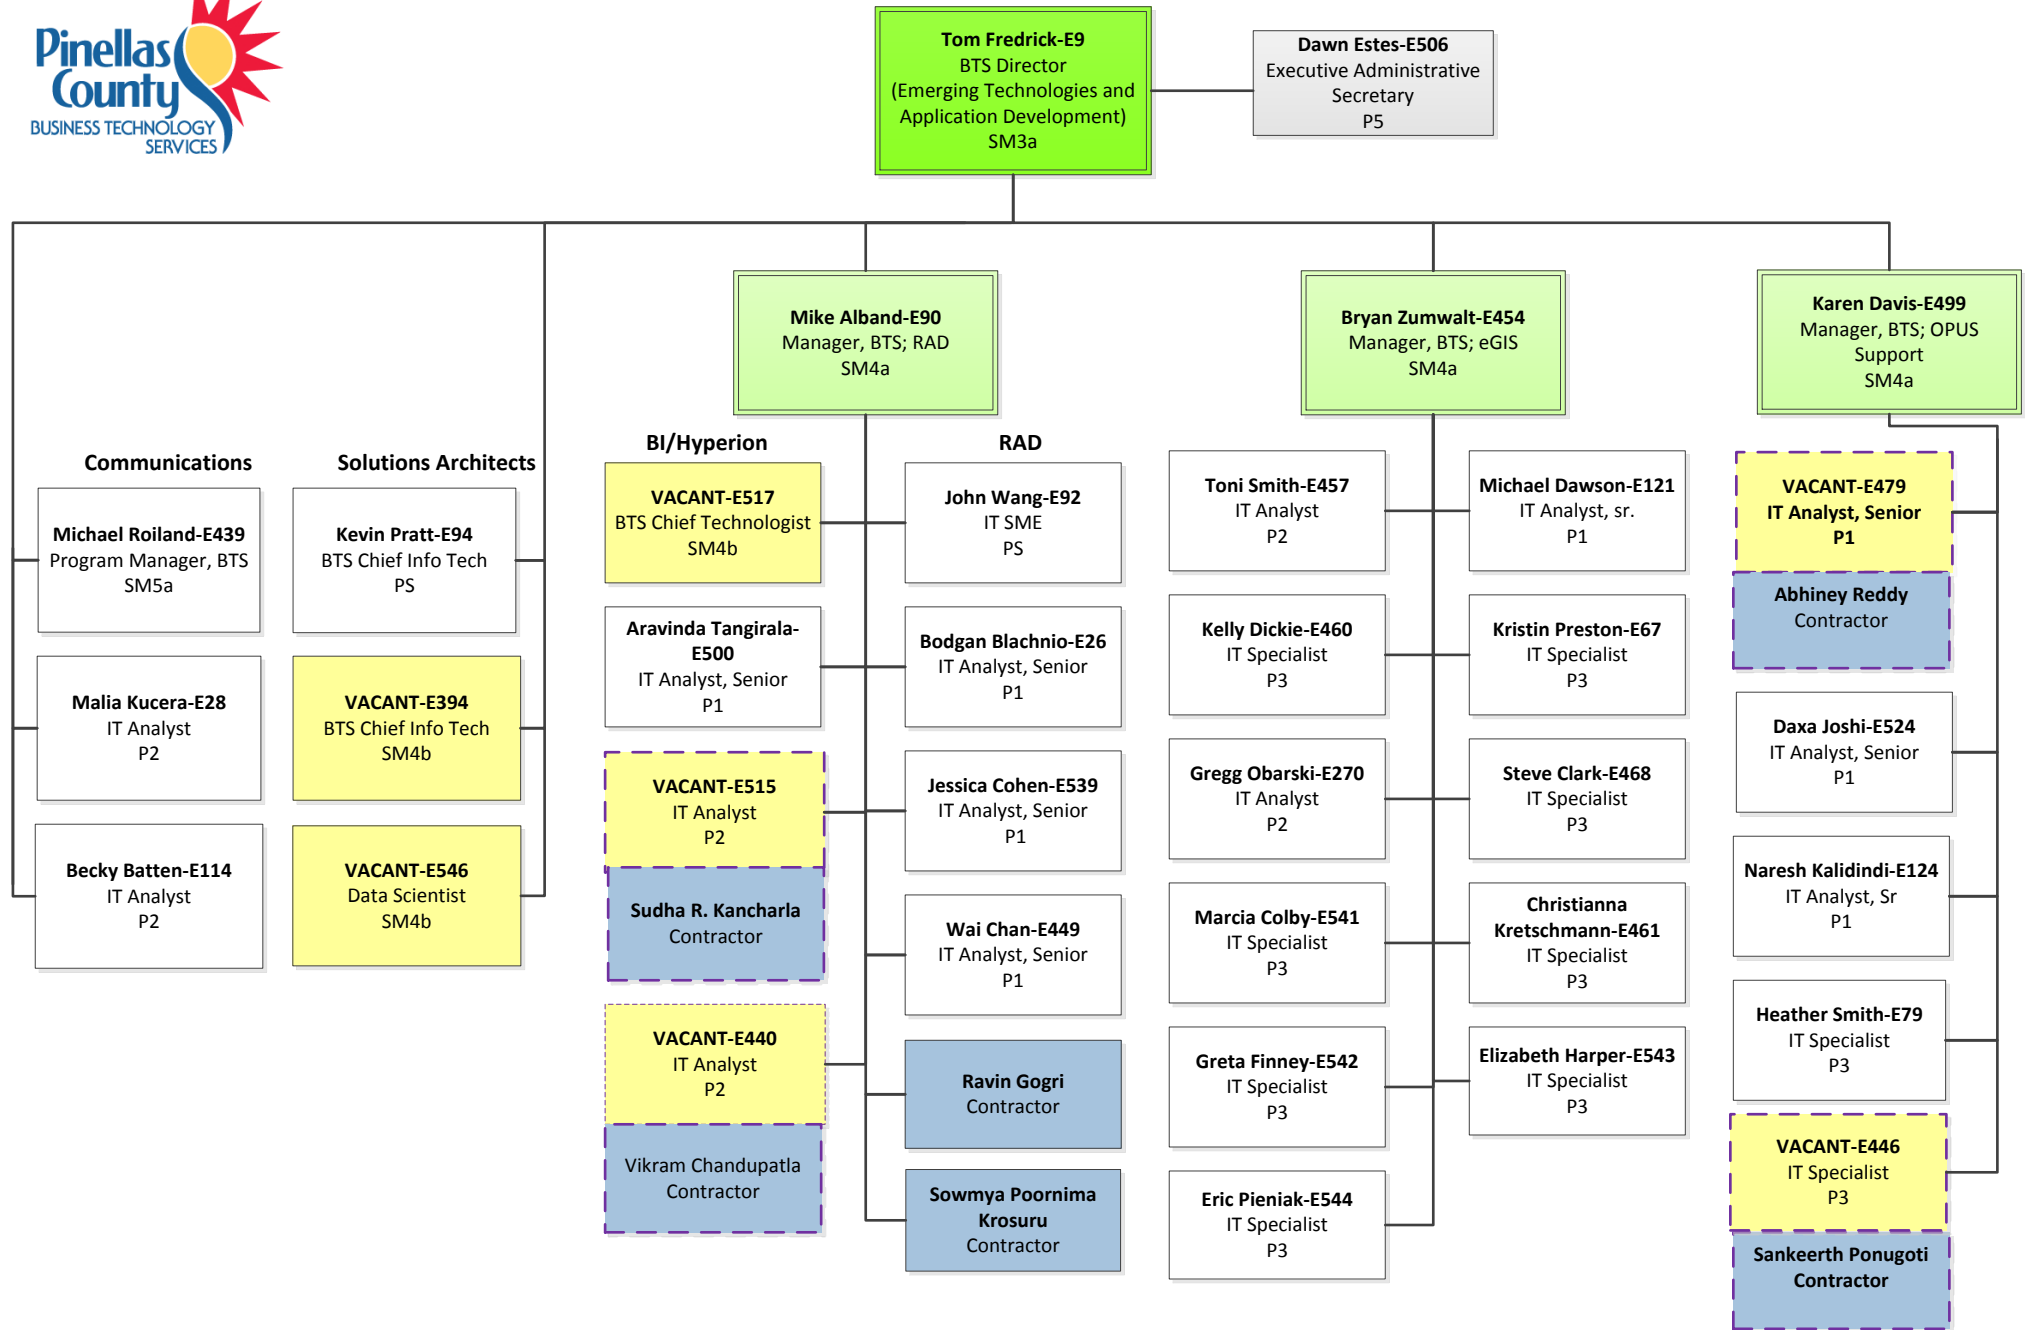 Pinellas
County
BUSINESS TECHNOLOGY
SERVICES
Tom Fredrick-E9
BTS Director
(Emerging Technologies and
Application Development)
SM3a
Dawn Estes-E506
Executive Administrative
Secretary
P5
Mike Alband-E90
Manager, BTS; RAD
SM4a
Bryan Zumwalt-E454
Manager, BTS; eGIS
SM4a
Karen Davis-E499
Manager, BTS; OPUS
Support
SM4a
Communications
Michael Roiland-E439
Program Manager, BTS
SM5a
Malia Kucera-E28
IT Analyst
P2
Becky Batten-E114
IT Analyst
P2
Solutions Architects
Kevin Pratt-E94
BTS Chief Info Tech
PS
VACANT-E394
BTS Chief Info Tech
SM4b
VACANT-E546
Data Scientist
SM4b
BI/Hyperion
VACANT-E517
BTS Chief Technologist
SM4b
Aravinda Tangirala-
E500
IT Analyst, Senior
P1
VACANT-E515
IT Analyst
P2
Sudha R. Kancharla
Contractor
VACANT-E440
IT Analyst
P2
Vikram Chandupatla
Contractor
RAD
John Wang-E92
IT SME
PS
Bodgan Blachnio-E26
IT Analyst, Senior
P1
Jessica Cohen-E539
IT Analyst, Senior
P1
Wai Chan-E449
IT Analyst, Senior
P1
Ravin Gogri
Contractor
Sowmya Poornima
Krosuru
Contractor
Toni Smith-E457
IT Analyst
P2
Kelly Dickie-E460
IT Specialist
P3
Gregg Obarski-E270
IT Analyst
P2
Marcia Colby-E541
IT Specialist
P3
Greta Finney-E542
IT Specialist
P3
Eric Pieniak-E544
IT Specialist
P3
Michael Dawson-E121
IT Analyst, sr.
P1
Kristin Preston-E67
IT Specialist
P3
Steve Clark-E468
IT Specialist
P3
Christianna
Kretschmann-E461
IT Specialist
P3
Elizabeth Harper-E543
IT Specialist
P3
VACANT-E479
IT Analyst, Senior
P1
Abhiney Reddy
Contractor
Daxa Joshi-E524
IT Analyst, Senior
P1
Naresh Kalidindi-E124
IT Analyst, Sr
P1
Heather Smith-E79
IT Specialist
P3
VACANT-E446
IT Specialist
P3
Sankeerth Ponugoti
Contractor